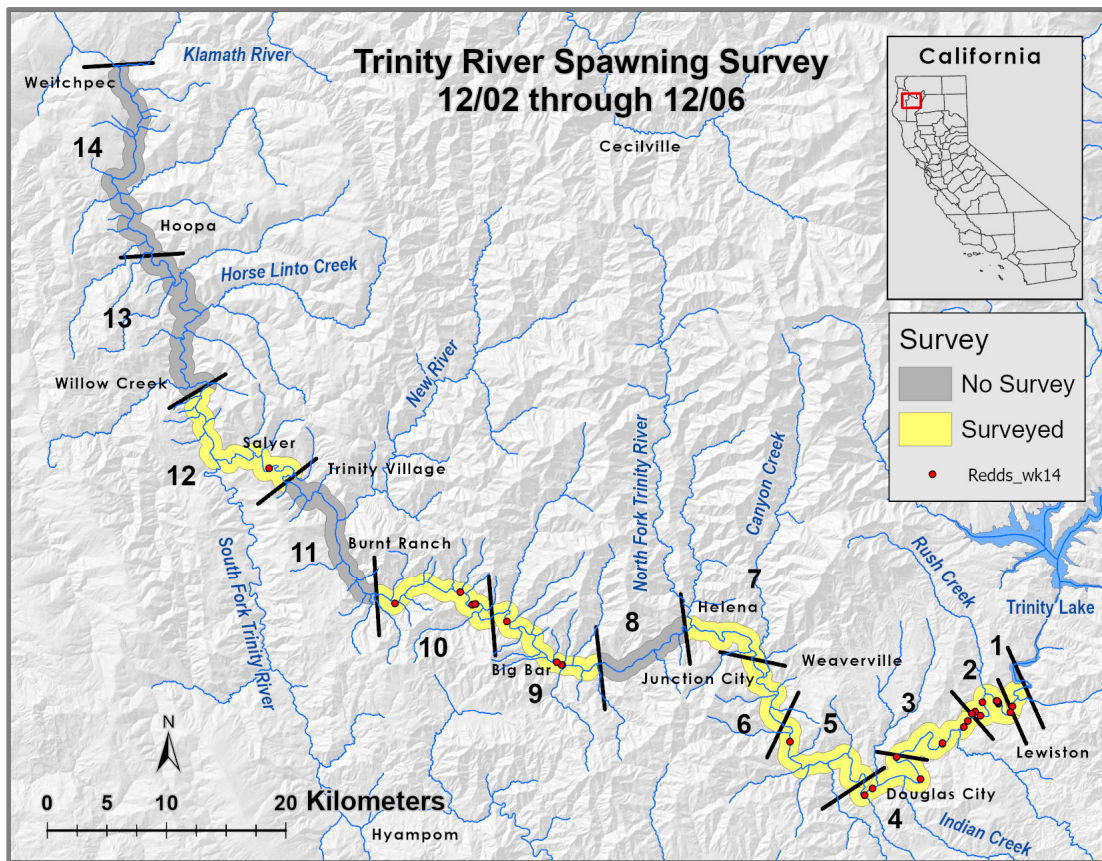 Trinity River Spawning Survey
12/02 through 12/06
California
Klamath River
Weitchpec
14
Cecilville
Hoopa
Horse Linto Creek
13
Survey
No Survey
Surveyed
Redds_wk14
Willow Creek
New River
North Fork Trinity River
Canyon Creek
Salyer
12
Trinity Village
South Fork Trinity River
11
Burnt Ranch
Rush Creek
7
Helena
Trinity Lake
8
10
Big Bar
9
Junction City
Weaverville
1
2
3
6
5
Lewiston
Douglas City
4
Indian Creek
N
0 5 10 20 Kilometers
Hyampom